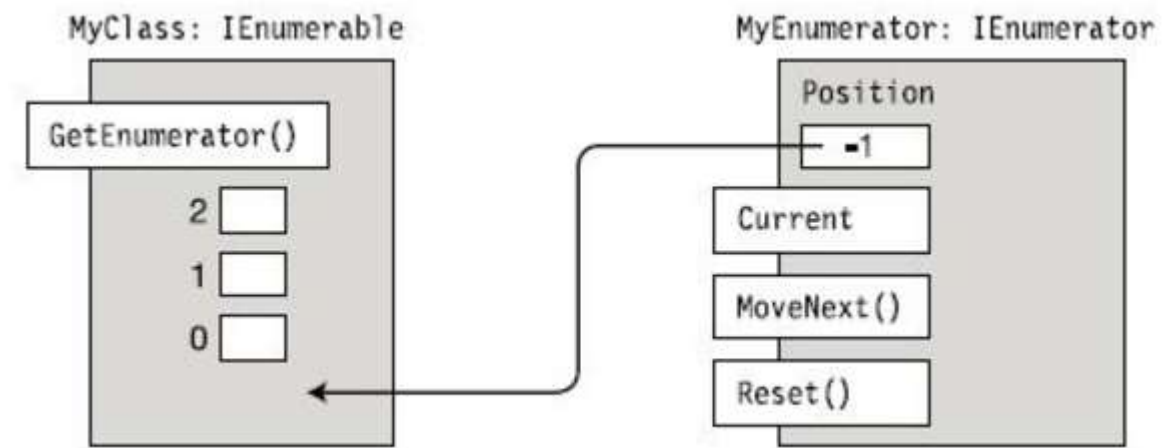 MyClass: IEnumerable
GetEnumerator()
2
1
0
MyEnumerator: IEnumerator
Position
-1
Current
MoveNext()
Reset()